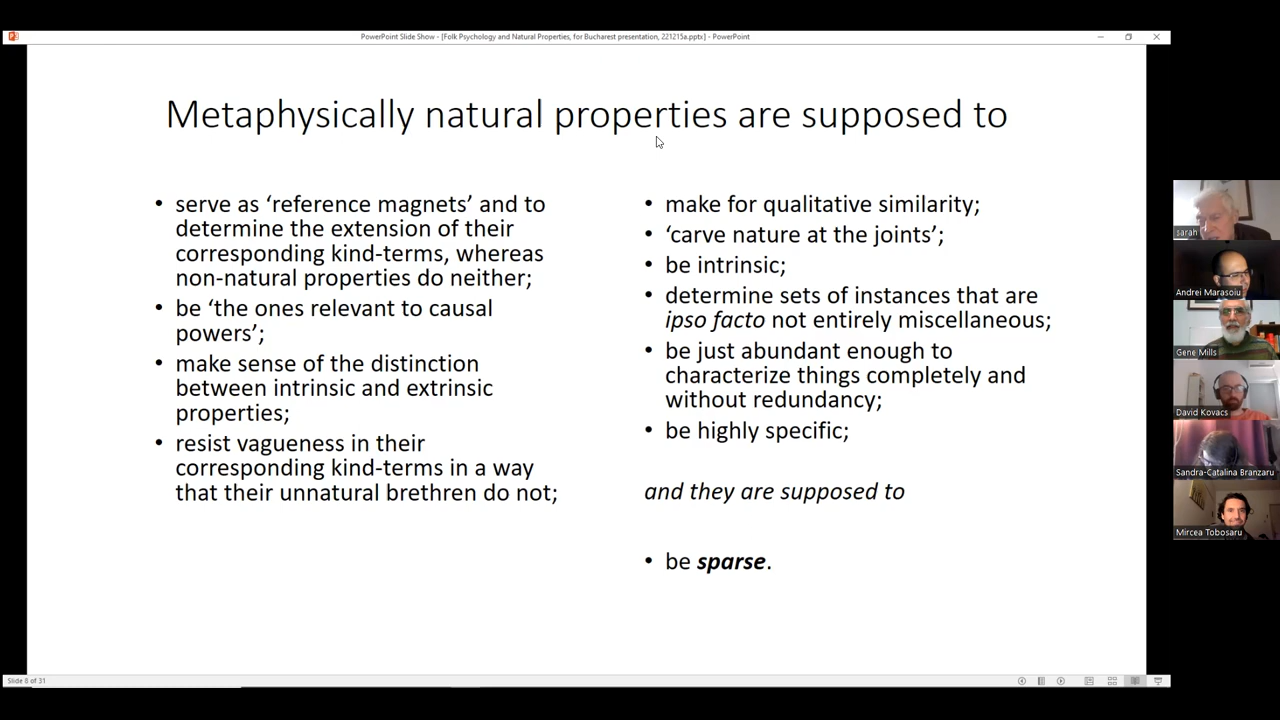 PowerPoint Slide Show - [Folk Psychology and Natural Properties, for Bucharest presentation, 221215a.pptx] - PowerPoint
Metaphysically natural properties are supposed to
• serve as ‘reference magnets’ and to
determine the extension of their
corresponding kind-terms, whereas
non-natural properties do neither;
• be ‘the ones relevant to causal
powers’;
• make sense of the distinction
between intrinsic and extrinsic
properties;
• resist vagueness in their
corresponding kind-terms in a way
that their unnatural brethren do not;
• make for qualitative similarity;
• ‘carve nature at the joints’;
• be intrinsic;
• determine sets of instances that are
ipso facto not entirely miscellaneous;
• be just abundant enough to
characterize things completely and
without redundancy;
• be highly specific;
and they are supposed to
• be sparse.
sarah
Andrei Marasoiu
Gene Mills
David Kovacs
Sandra-Catalina Branzaru
Mircea Tobosaru
Slide 8 of 31